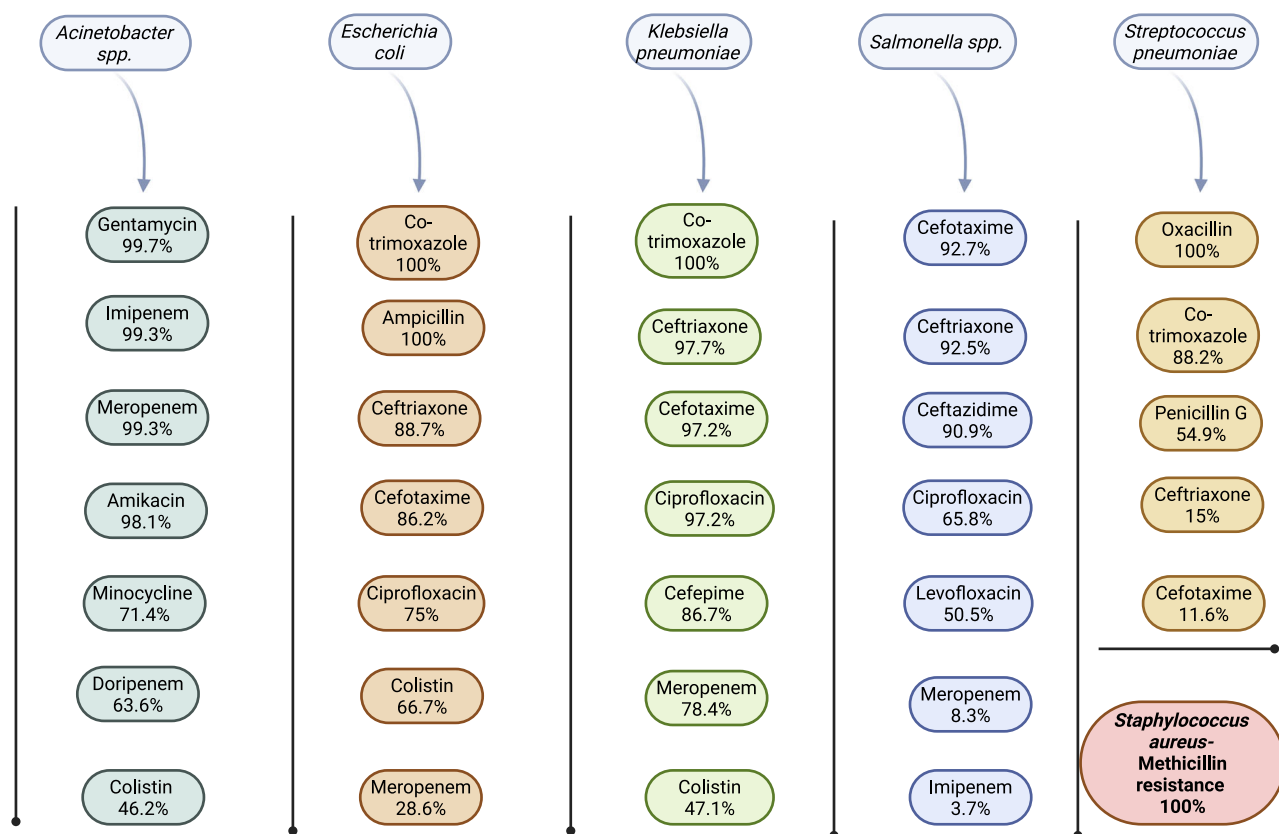 Acinetobacter
spp.
Escherichia
coli
Klebsiella
pneumoniae
Salmonella spp.
Streptococcus
pneumoniae
Gentamycin
99.7%
Imipenem
99.3%
Meropenem
99.3%
Amikacin
98.1%
Minocycline
71.4%
Doripenem
63.6%
Colistin
46.2%
Co-
trimoxazole
100%
Ampicillin
100%
Ceftriaxone
88.7%
Cefotaxime
86.2%
Ciprofloxacin
75%
Colistin
66.7%
Meropenem
28.6%
Co-
trimoxazole
100%
Ceftriaxone
97.7%
Cefotaxime
97.2%
Ciprofloxacin
97.2%
Cefepime
86.7%
Meropenem
78.4%
Colistin
47.1%
Cefotaxime
92.7%
Ceftriaxone
92.5%
Ceftazidime
90.9%
Ciprofloxacin
65.8%
Levofloxacin
50.5%
Meropenem
8.3%
Imipenem
3.7%
Oxacillin
100%
Co-
trimoxazole
88.2%
Penicillin G
54.9%
Ceftriaxone
15%
Cefotaxime
11.6%
Staphylococcus
aureus-
Methicillin
resistance
100%